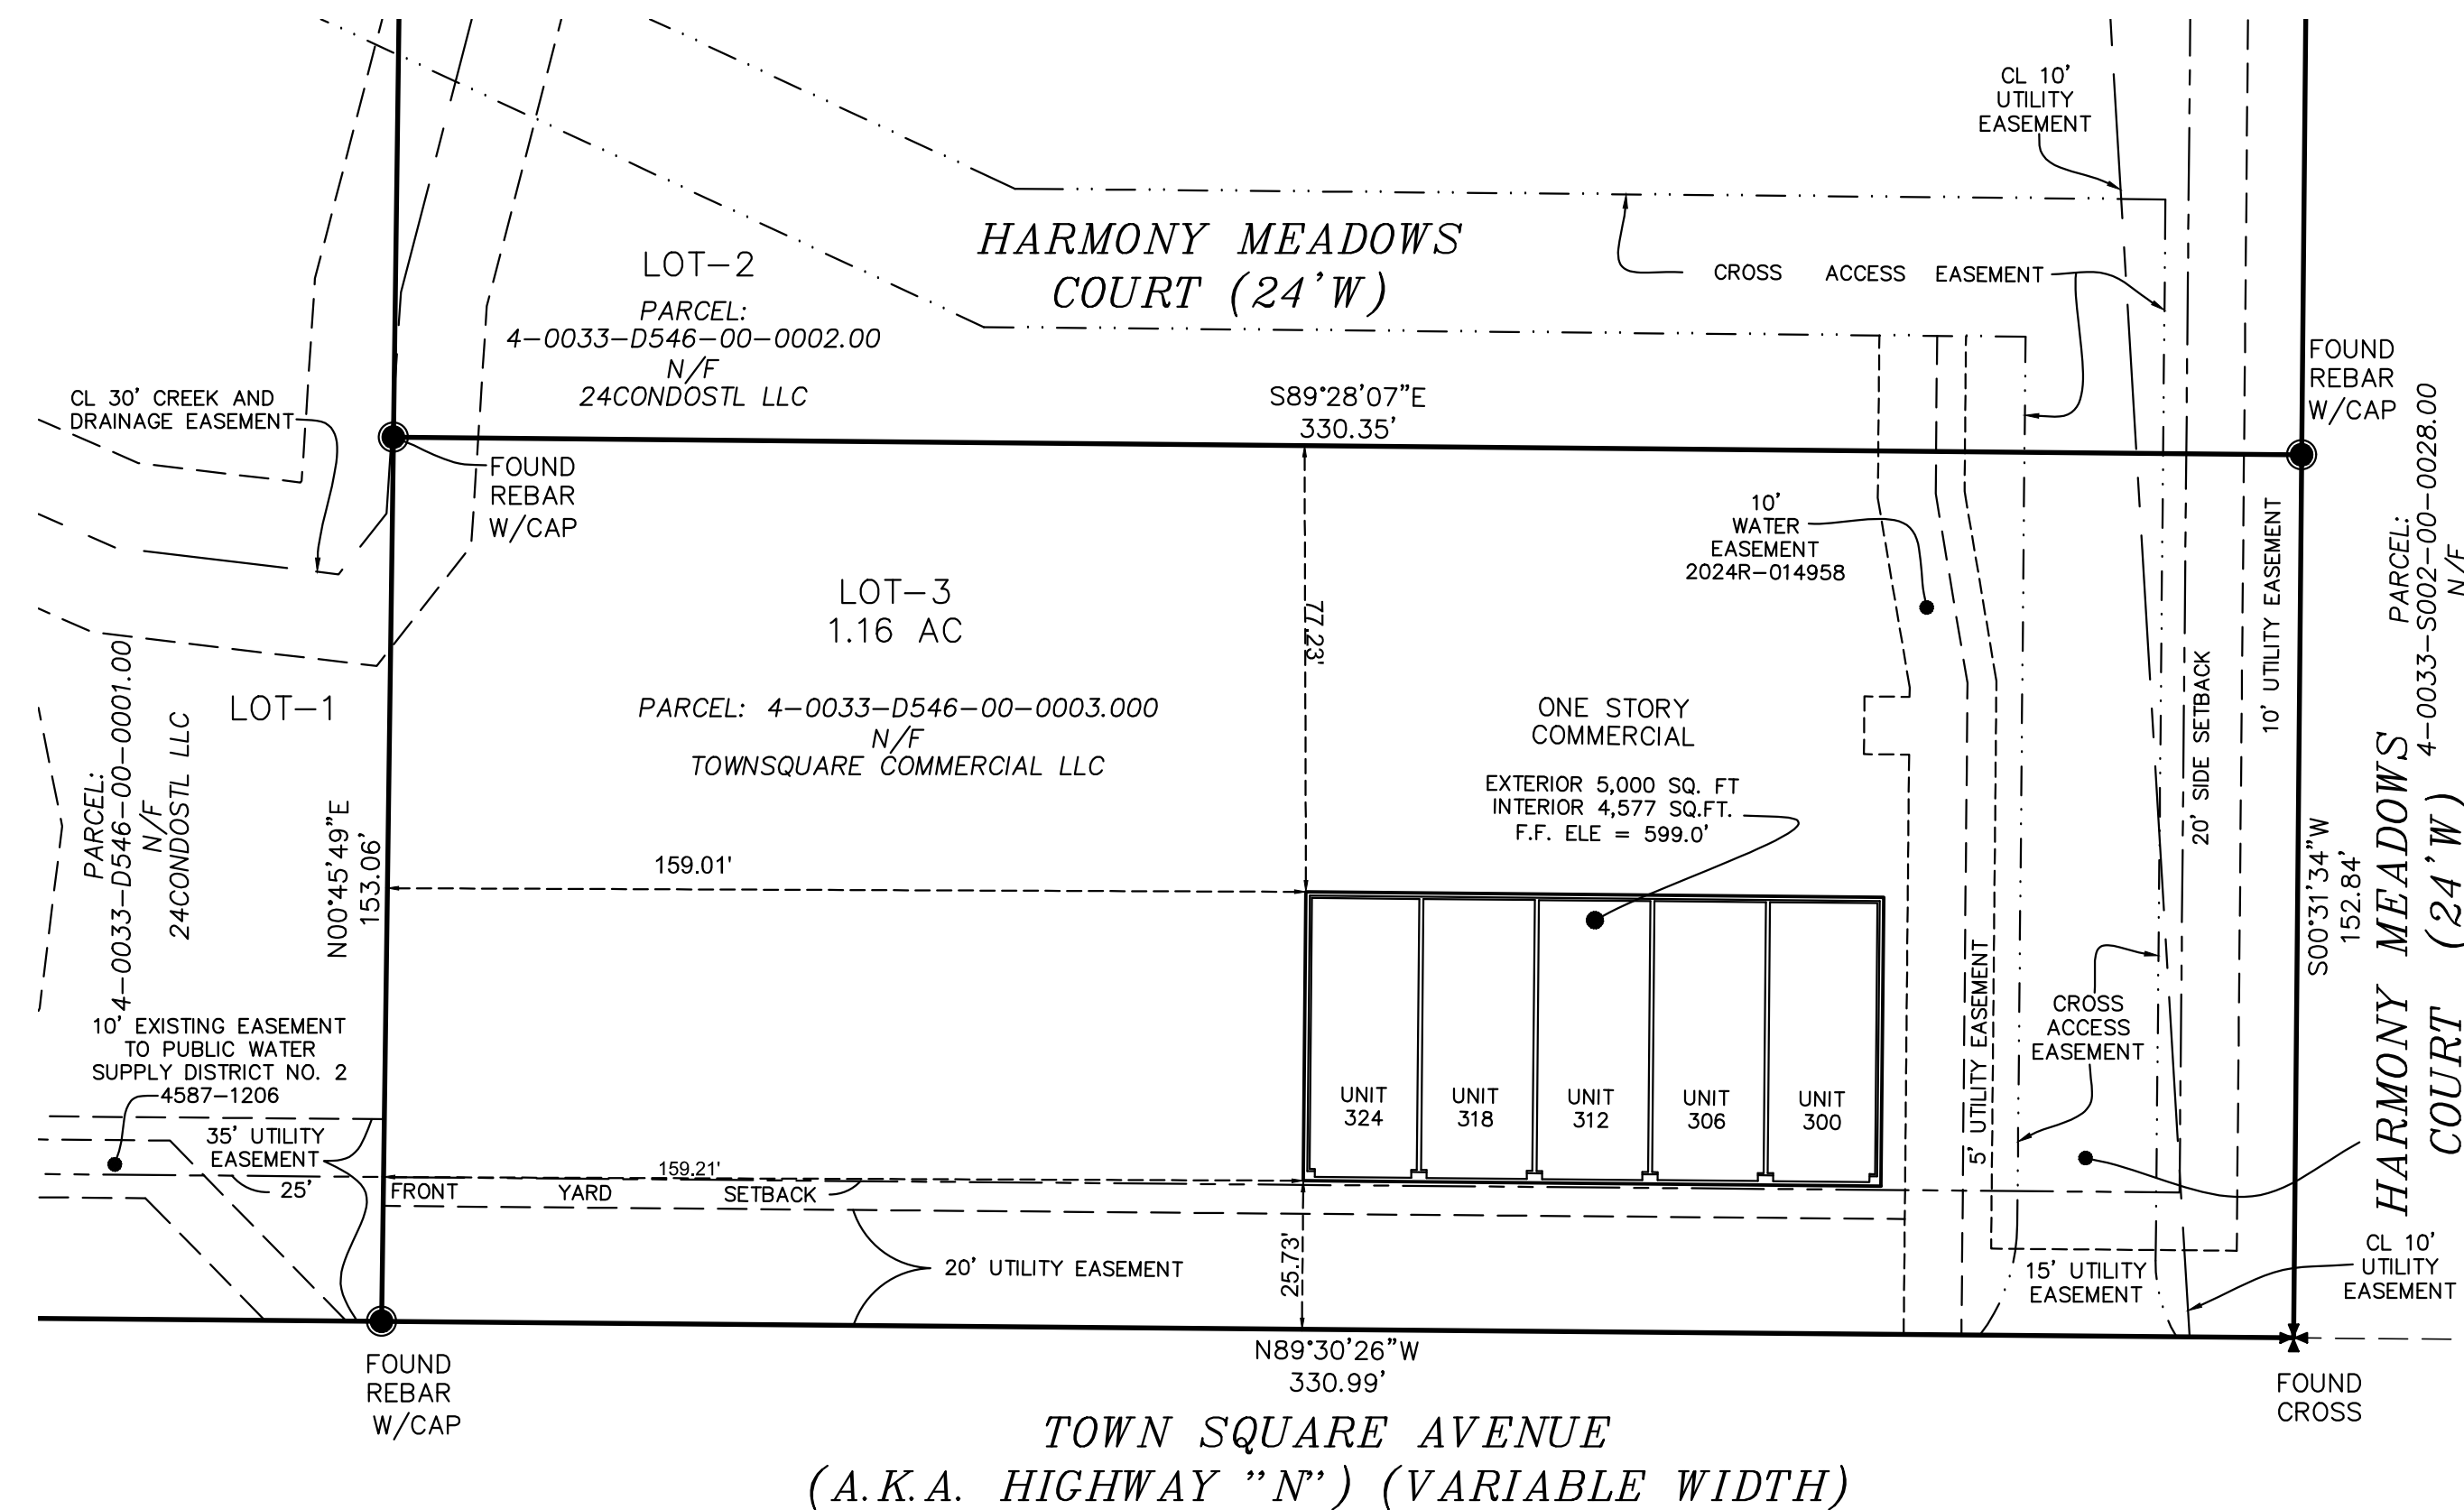 CL 10'
UTILITY
EASEMENT
HARMONY MEADOWS
COURT (24'W)
CROSS ACCESS EASEMENT
LOT-2
PARCEL:
4-0033-D546-00-0002.00
N/F
24CONDOSTL LLC
S89°28'07"E
330.35'
FOUND
REBAR
W/CAP
CL 30' CREEK AND
DRAINAGE EASEMENT
FOUND
REBAR
W/CAP
10'
WATER
EASEMENT
2024R-014958
PARCEL:
4-0033-S002-00-0028.00
N/F
10' UTILITY EASEMENT
20' SIDE SETBACK
77.23'
LOT-3
1.16 AC
PARCEL: 4-0033-D546-00-0003.000
N/F
TOWNSQUARE COMMERCIAL LLC
LOT-1
PARCEL:
4-0033-D546-00-0001.00
N/F
24CONDOSTL LLC
N00°45'49"E
153.06'
ONE STORY
COMMERCIAL
EXTERIOR 5,000 SQ. FT
INTERIOR 4,577 SQ.FT.
F.F. ELE = 599.0'
159.01'
S00°31'34"W
152.84'
HARMONY MEADOWS
COURT (24'W)
10' EXISTING EASEMENT
TO PUBLIC WATER
SUPPLY DISTRICT NO. 2
4587-1206
35' UTILITY
EASEMENT
25'
UNIT
324
UNIT
318
UNIT
312
UNIT
306
UNIT
300
5' UTILITY EASEMENT
CROSS
ACCESS
EASEMENT
159.21'
FRONT YARD SETBACK
20' UTILITY EASEMENT
25.73'
15' UTILITY
EASEMENT
CL 10'
UTILITY
EASEMENT
N89°30'26"W
330.99'
FOUND
REBAR
W/CAP
FOUND
CROSS
TOWN SQUARE AVENUE
(A.K.A. HIGHWAY "N") (VARIABLE WIDTH)